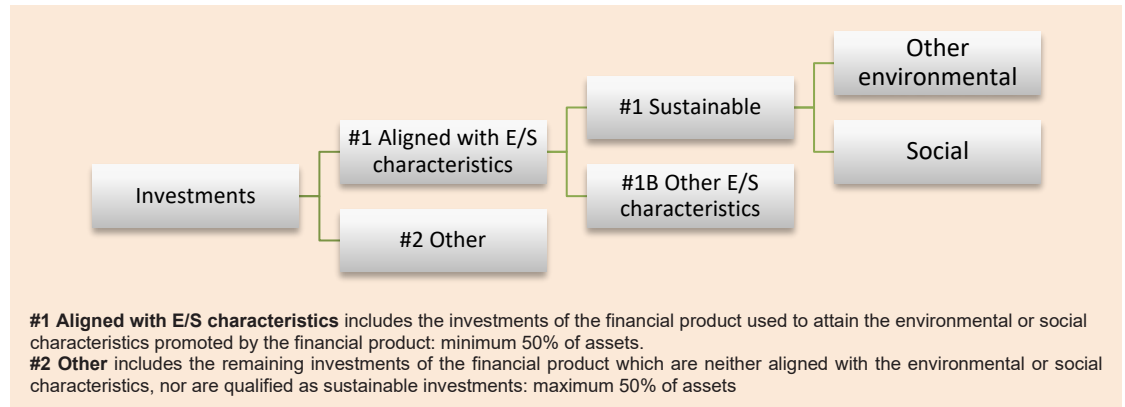 Investments
#1 Aligned with E/S
characteristics
#2 Other
#1 Sustainable
#1B Other E/S
characteristics
Other
environmental
Social
#1 Aligned with E/S characteristics includes the investments of the financial product used to attain the environmental or social
characteristics promoted by the financial product: minimum 50% of assets.
#2 Other includes the remaining investments of the financial product which are neither aligned with the environmental or social
characteristics, nor are qualified as sustainable investments: maximum 50% of assets